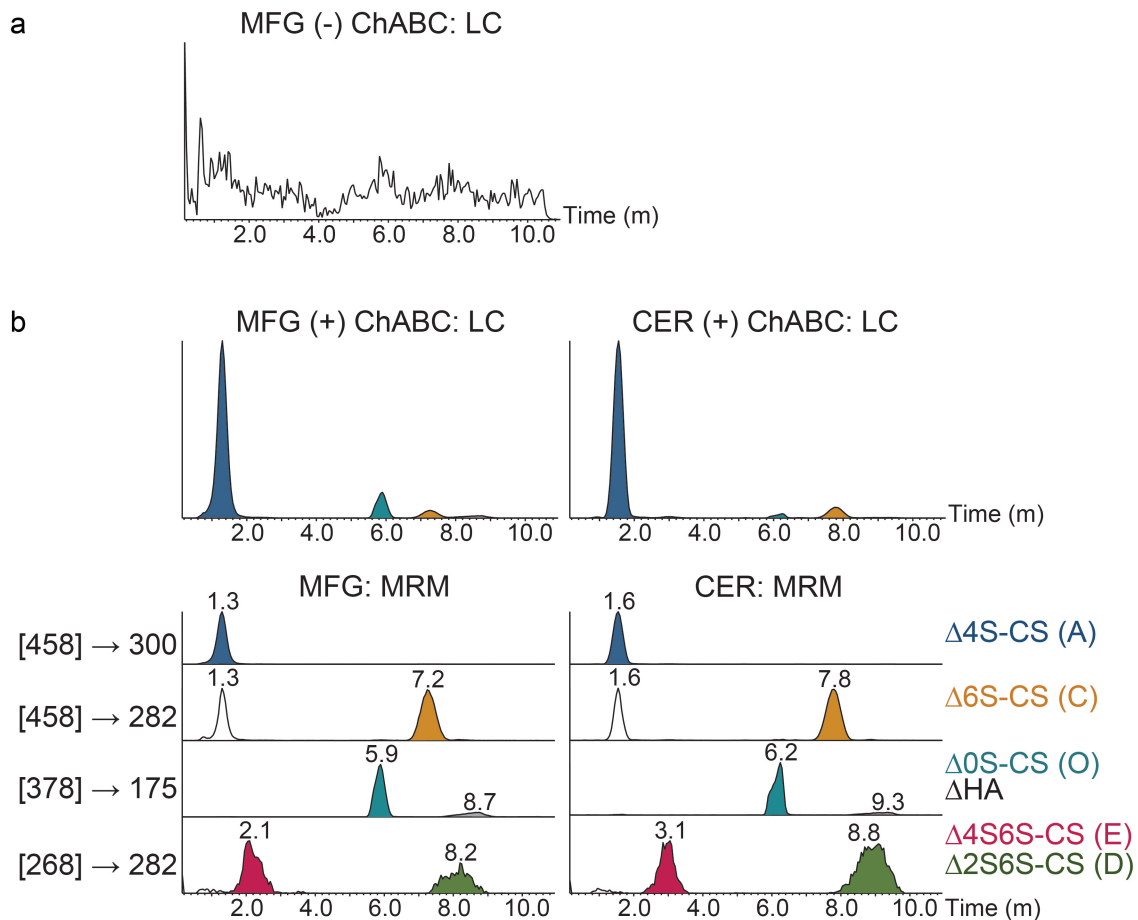 a
MFG (-) ChABC: LC
Time (m)
2.0 4.0 6.0 8.0 10.0
b
MFG (+) ChABC: LC
CER (+) ChABC: LC
2.0 4.0 6.0 8.0 10.0
2.0 4.0 6.0 8.0 10.0
Time (m)
MFG: MRM
CER: MRM
[458] → 300
1.3
1.6
Δ4S-CS (A)
[458] → 282
1.3 7.2
1.6 7.8
Δ6S-CS (C)
[378] → 175
5.9 8.7
6.2 9.3
Δ0S-CS (O)
ΔHA
[268] → 282
2.1 8.2
3.1 8.8
Δ4S6S-CS (E)
Δ2S6S-CS (D)
2.0 4.0 6.0 8.0 10.0
2.0 4.0 6.0 8.0 10.0
Time (m)